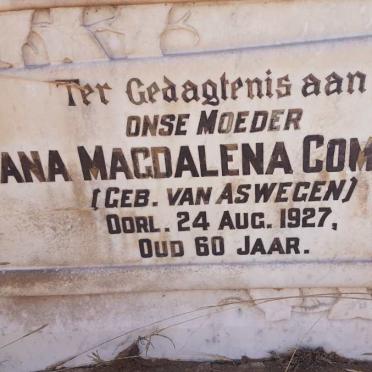 Ter Gedagtenis aan
ONSE MOEDER
ANA MAGDALENA COM
(GEB. VAN ASWEGEN)
OORL. 24 AUG. 1927,
OUD 60 JAAR.